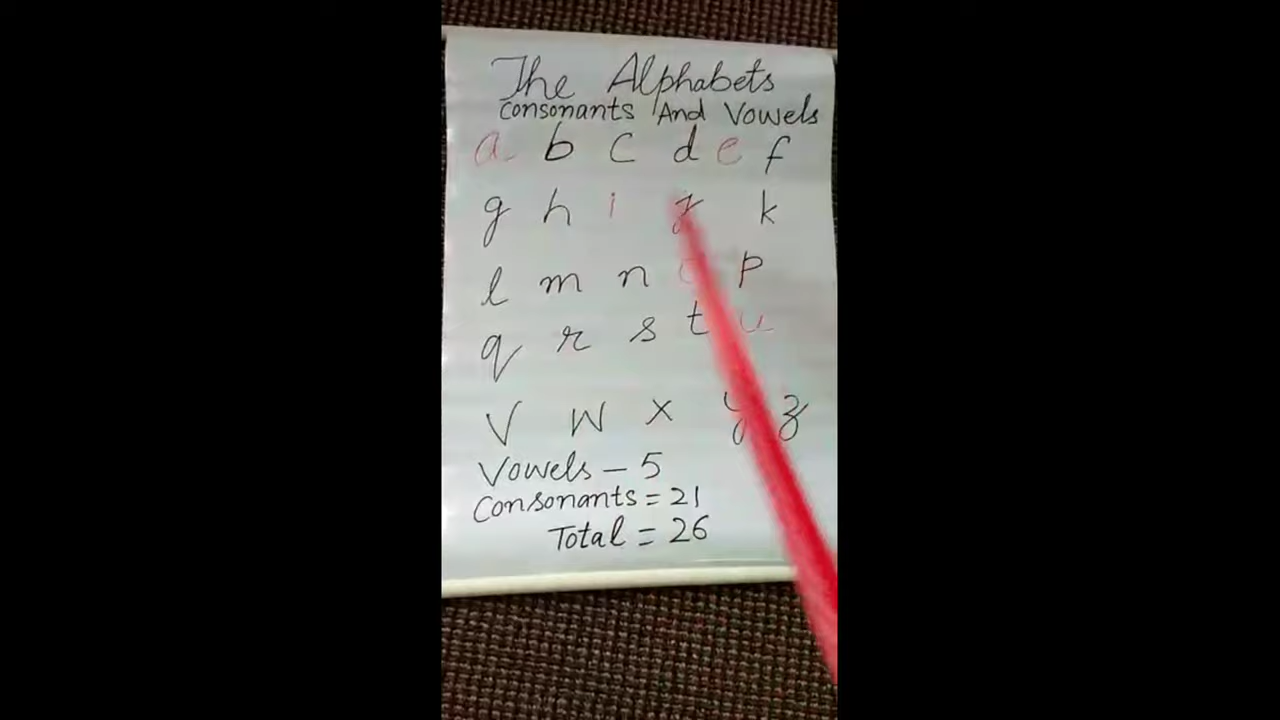 The Alphabets
Consonants And Vowels
a b c d e f
g h i j k
l m n o p
q r s t u
v w x y z
Vowels – 5
Consonants = 21
Total = 26